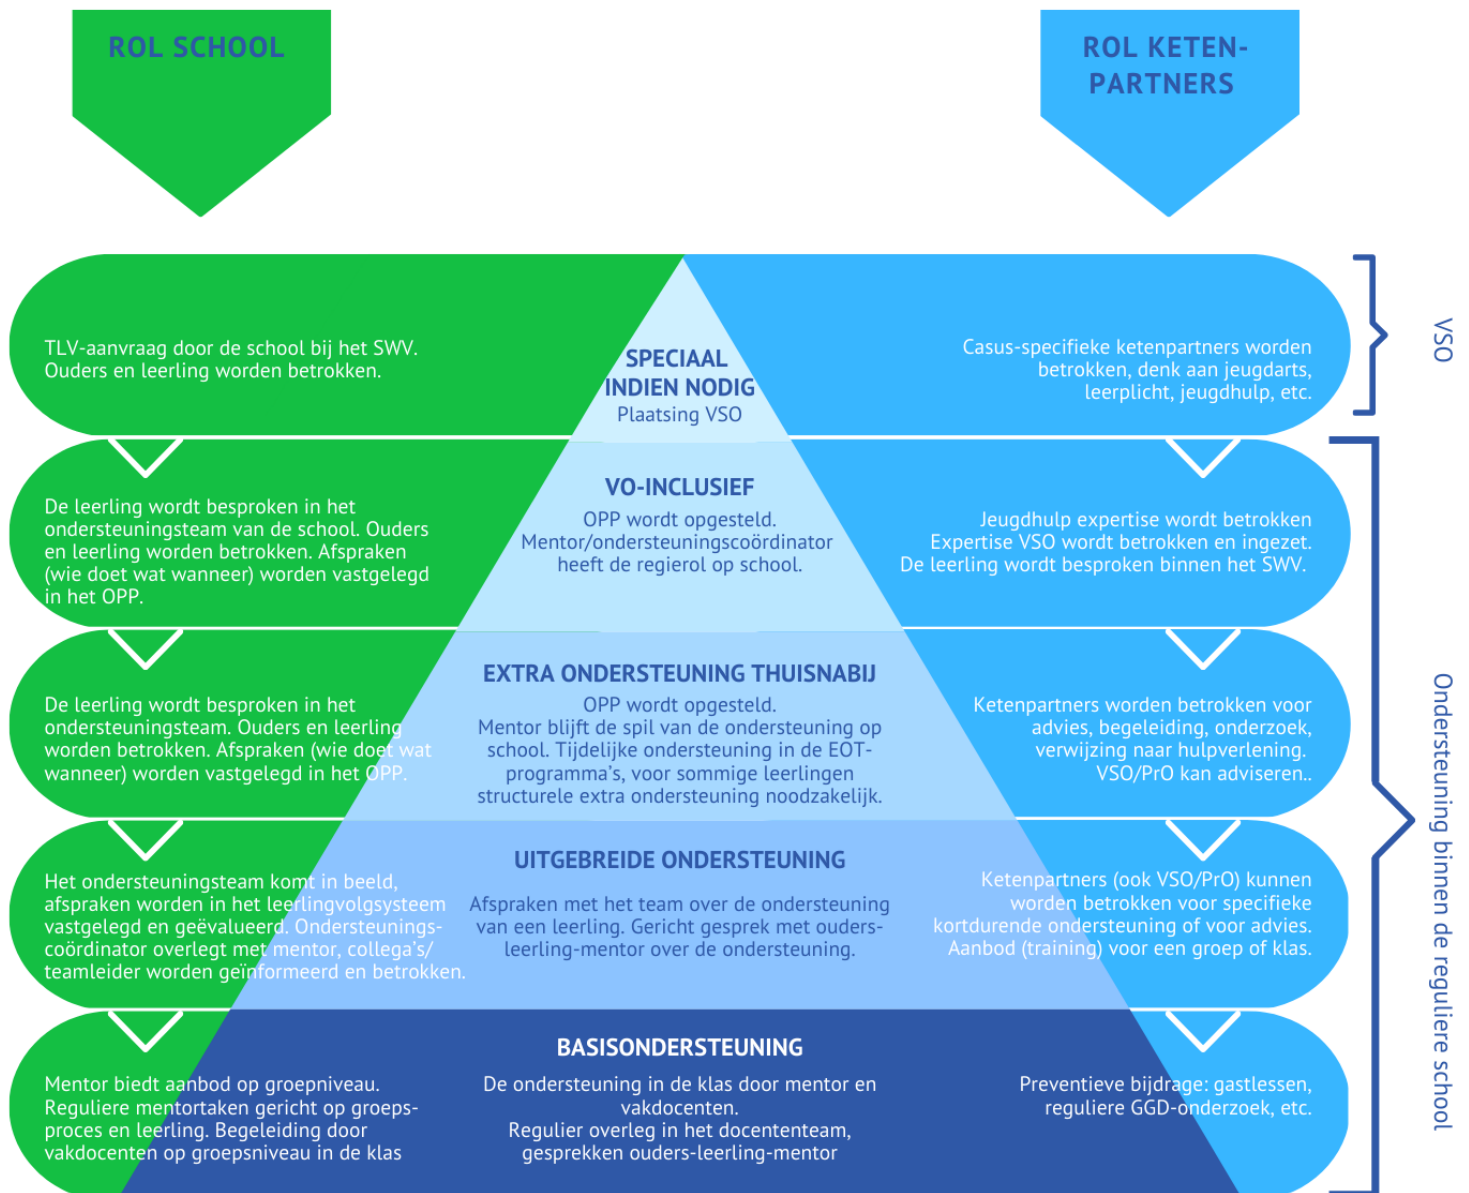 ROL SCHOOL
ROL KETEN-
PARTNERS
TLV-aanvraag door de school bij het SWV.
Ouders en leerling worden betrokken.
SPECIAAL
INDIEN NODIG
Plaatsing VSO
Casus-specifieke ketenpartners worden
betrokken, denk aan jeugdarts,
leerplicht, jeugdhulp, etc.
VSO
De leerling wordt besproken in het
ondersteuningsteam van de school. Ouders
en leerling worden betrokken. Afspraken
(wie doet wat wanneer) worden vastgelegd
in het OPP.
VO-INCLUSIEF
OPP wordt opgesteld.
Mentor/ondersteuningscoördinator
heeft de regierol op school.
Jeugdhulp expertise wordt betrokken
Expertise VSO wordt betrokken en ingezet.
De leerling wordt besproken binnen het SWV.
De leerling wordt besproken in het
ondersteuningsteam. Ouders en leerling
worden betrokken. Afspraken (wie doet wat
wanneer) worden vastgelegd in het OPP.
EXTRA ONDERSTEUNING THUISNABIJ
OPP wordt opgesteld.
Mentor blijft de spil van de ondersteuning op
school. Tijdelijke ondersteuning in de EOT-
programma's, voor sommige leerlingen
structurele extra ondersteuning noodzakelijk.
Ketenpartners worden betrokken voor
advies, begeleiding, onderzoek,
verwijzing naar hulpverlening.
VSO/PrO kan adviseren..
Ondersteuning binnen de reguliere school
Het ondersteuningsteam komt in beeld,
afspraken worden in het leerlingvolgsysteem
vastgelegd en geëvalueerd. Ondersteunings-
coördinator overlegt met mentor, collega's/
teamleider worden geïnformeerd en betrokken.
UITGEBREIDE ONDERSTEUNING
Afspraken met het team over de ondersteuning
van een leerling. Gericht gesprek met ouders-
leerling-mentor over de ondersteuning.
Ketenpartners (ook VSO/PrO) kunnen
worden betrokken voor specifieke
kortdurende ondersteuning of voor advies.
Aanbod (training) voor een groep of klas.
Mentor biedt aanbod op groepniveau.
Reguliere mentortaken gericht op groeps-
proces en leerling. Begeleiding door
vakdocenten op groepsniveau in de klas
BASISONDERSTEUNING
De ondersteuning in de klas door mentor en
vakdocenten.
Regulier overleg in het docententeam,
gesprekken ouders-leerling-mentor
Preventieve bijdrage: gastlessen,
reguliere GGD-onderzoek, etc.